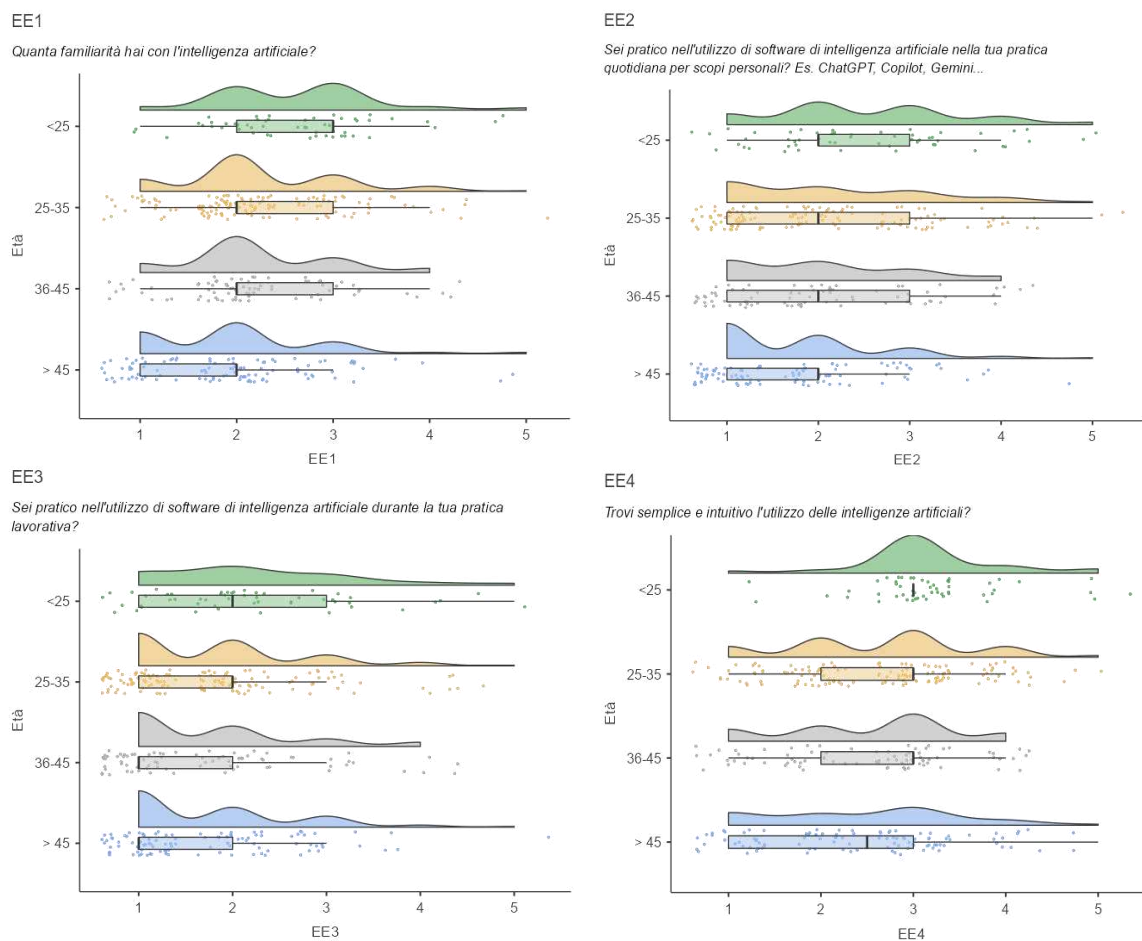 EE1
Quanta familiarità hai con l'intelligenza artificiale?
Età
<25
25-35
36-45
> 45
1 2 3 4 5
EE1
EE2
Sei pratico nell'utilizzo di software di intelligenza artificiale nella tua pratica
quotidiana per scopi personali? Es. ChatGPT, Copilot, Gemini...
Età
<25
25-35
36-45
> 45
1 2 3 4 5
EE2
EE3
Sei pratico nell'utilizzo di software di intelligenza artificiale durante la tua pratica
lavorativa?
Età
<25
25-35
36-45
> 45
1 2 3 4 5
EE3
EE4
Trovi semplice e intuitivo l'utilizzo delle intelligenze artificiali?
Età
<25
25-35
36-45
> 45
1 2 3 4 5
EE4